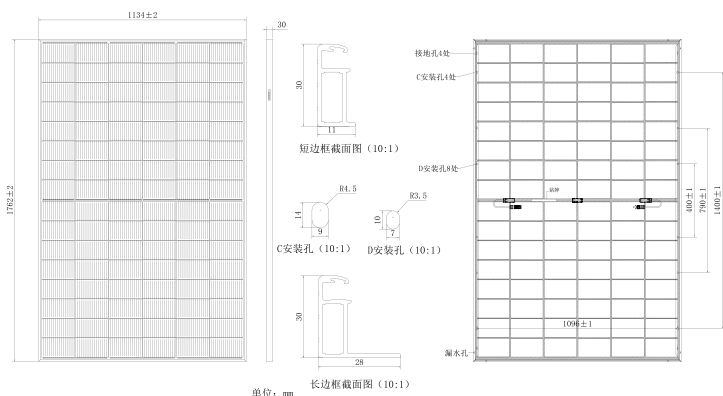 1134±2
30
1762±2
30
11
短边框截面图 (10:1)
R4.5
14
9
C安装孔 (10:1)
R3.5
10
7
D安装孔 (10:1)
30
28
长边框截面图 (10:1)
单位: mm
接地孔4处
C安装孔4处
D安装孔8处
400±1
790±1
1400±1
1096±1
漏水孔